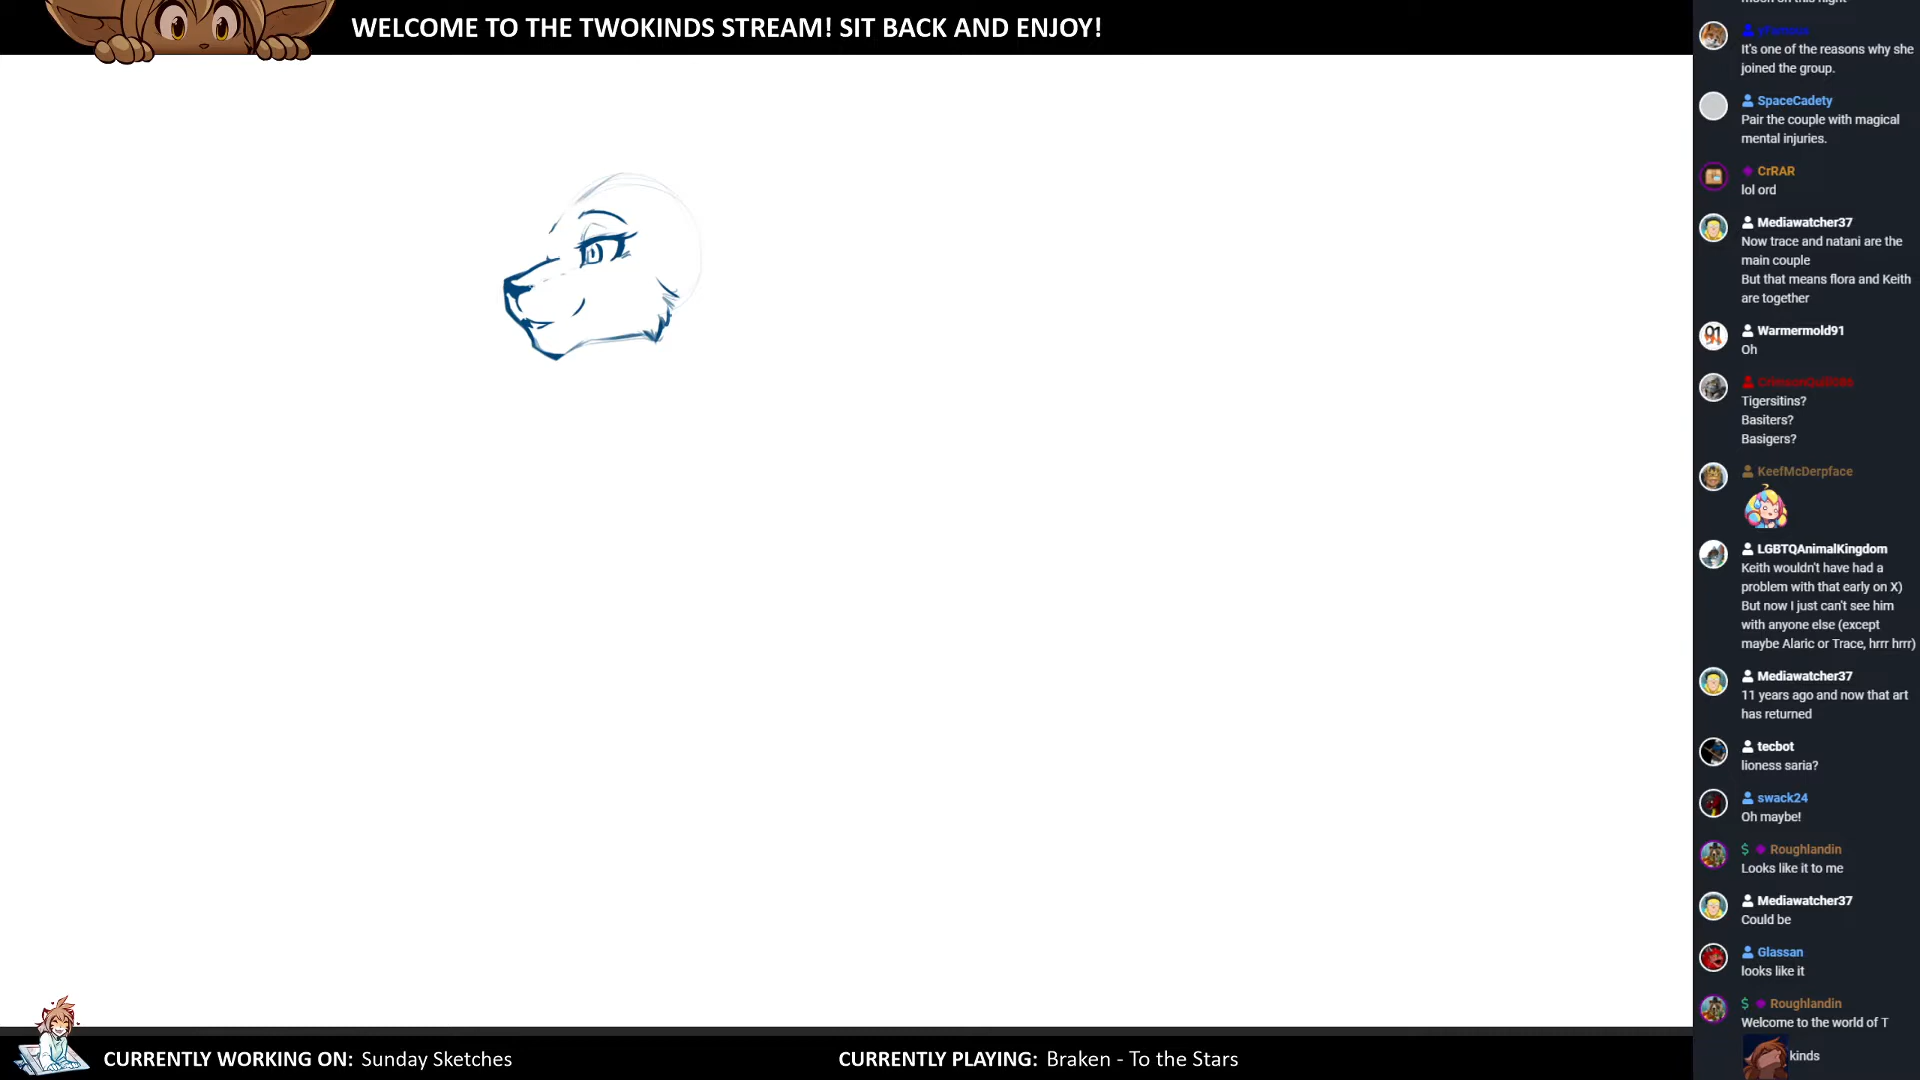 WELCOME TO THE TWOKINDS STREAM! SIT BACK AND ENJOY!
It's one of the reasons why she
joined the group.
SpaceCadety
Pair the couple with magical
mental injuries.
CrRAR
lol ord
Mediawatcher37
Now trace and natani are the
main couple
But that means flora and Keith
are together
Warmermold91
Oh
Tigersitins?
Basiters?
Basigers?
KeefMcDerpface
LGBTQAnimalKingdom
Keith wouldn't have had a
problem with that early on X)
But now I just can't see him
with anyone else (except
maybe Alaric or Trace, hrrr hrrr)
Mediawatcher37
11 years ago and now that art
has returned
tecbot
lioness saria?
swack24
Oh maybe!
$ Roughlandin
Looks like it to me
Mediawatcher37
Could be
Glassan
looks like it
$ Roughlandin
Welcome to the world of T
kinds
CURRENTLY WORKING ON: Sunday Sketches
CURRENTLY PLAYING: Braken - To the Stars